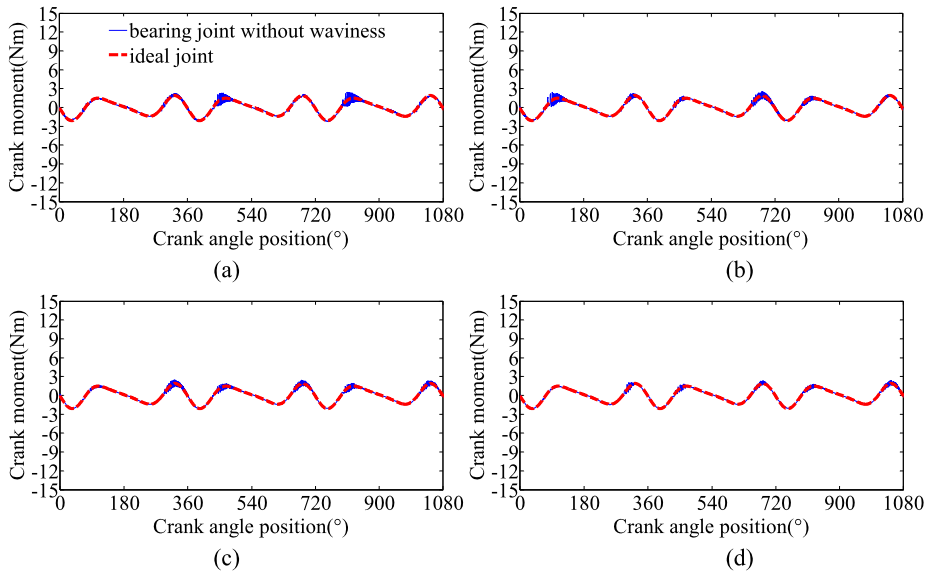 15
12
9
6
3
0
-3
-6
-9
-12
-15
Crank moment(Nm)
bearing joint without waviness
ideal joint
0 180 360 540 720 900 1080
Crank angle position(°)
(a)
15
12
9
6
3
0
-3
-6
-9
-12
-15
Crank moment(Nm)
0 180 360 540 720 900 1080
Crank angle position(°)
(b)
15
12
9
6
3
0
-3
-6
-9
-12
-15
Crank moment(Nm)
0 180 360 540 720 900 1080
Crank angle position(°)
(c)
15
12
9
6
3
0
-3
-6
-9
-12
-15
Crank moment(Nm)
0 180 360 540 720 900 1080
Crank angle position(°)
(d)